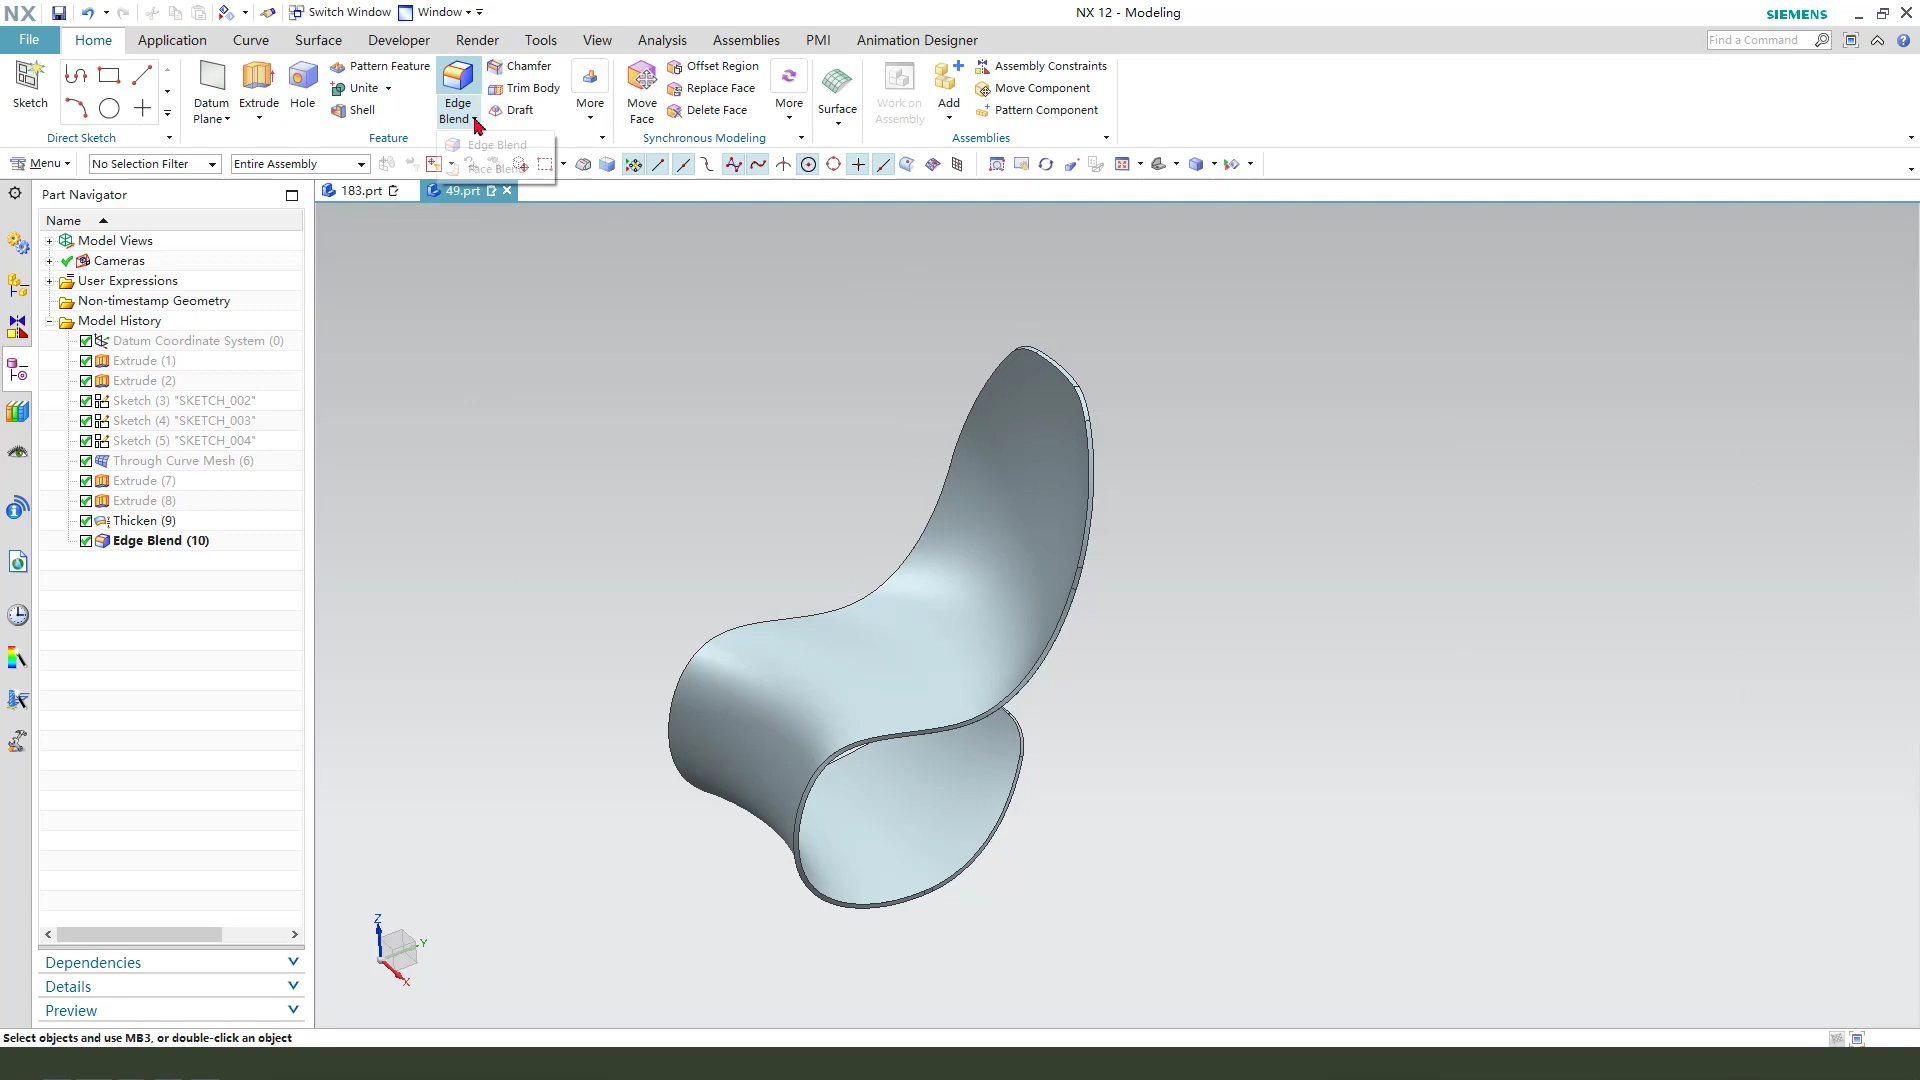 NX
Switch Window
Window
NX 12 - Modeling
SIEMENS
File
Home
Application
Curve
Surface
Developer
Render
Tools
View
Analysis
Assemblies
PMI
Animation Designer
Find a Command
Sketch
Direct Sketch
Datum
Plane
Extrude
Hole
Pattern Feature
Unite
Shell
Edge
Blend
Chamfer
Trim Body
Draft
More
Feature
Move
Face
Offset Region
Replace Face
Delete Face
More
Synchronous Modeling
Surface
Work on
Assembly
Add
Assembly Constraints
Move Component
Pattern Component
Assemblies
Edge Blend
Face Blend
Menu
No Selection Filter
Entire Assembly
Part Navigator
183.prt
49.prt
Name
Model Views
Cameras
User Expressions
Non-timestamp Geometry
Model History
Datum Coordinate System (0)
Extrude (1)
Extrude (2)
Sketch (3) "SKETCH_002"
Sketch (4) "SKETCH_003"
Sketch (5) "SKETCH_004"
Through Curve Mesh (6)
Extrude (7)
Extrude (8)
Thicken (9)
Edge Blend (10)
Z
Y
X
Dependencies
Details
Preview
Select objects and use MB3, or double-click an object